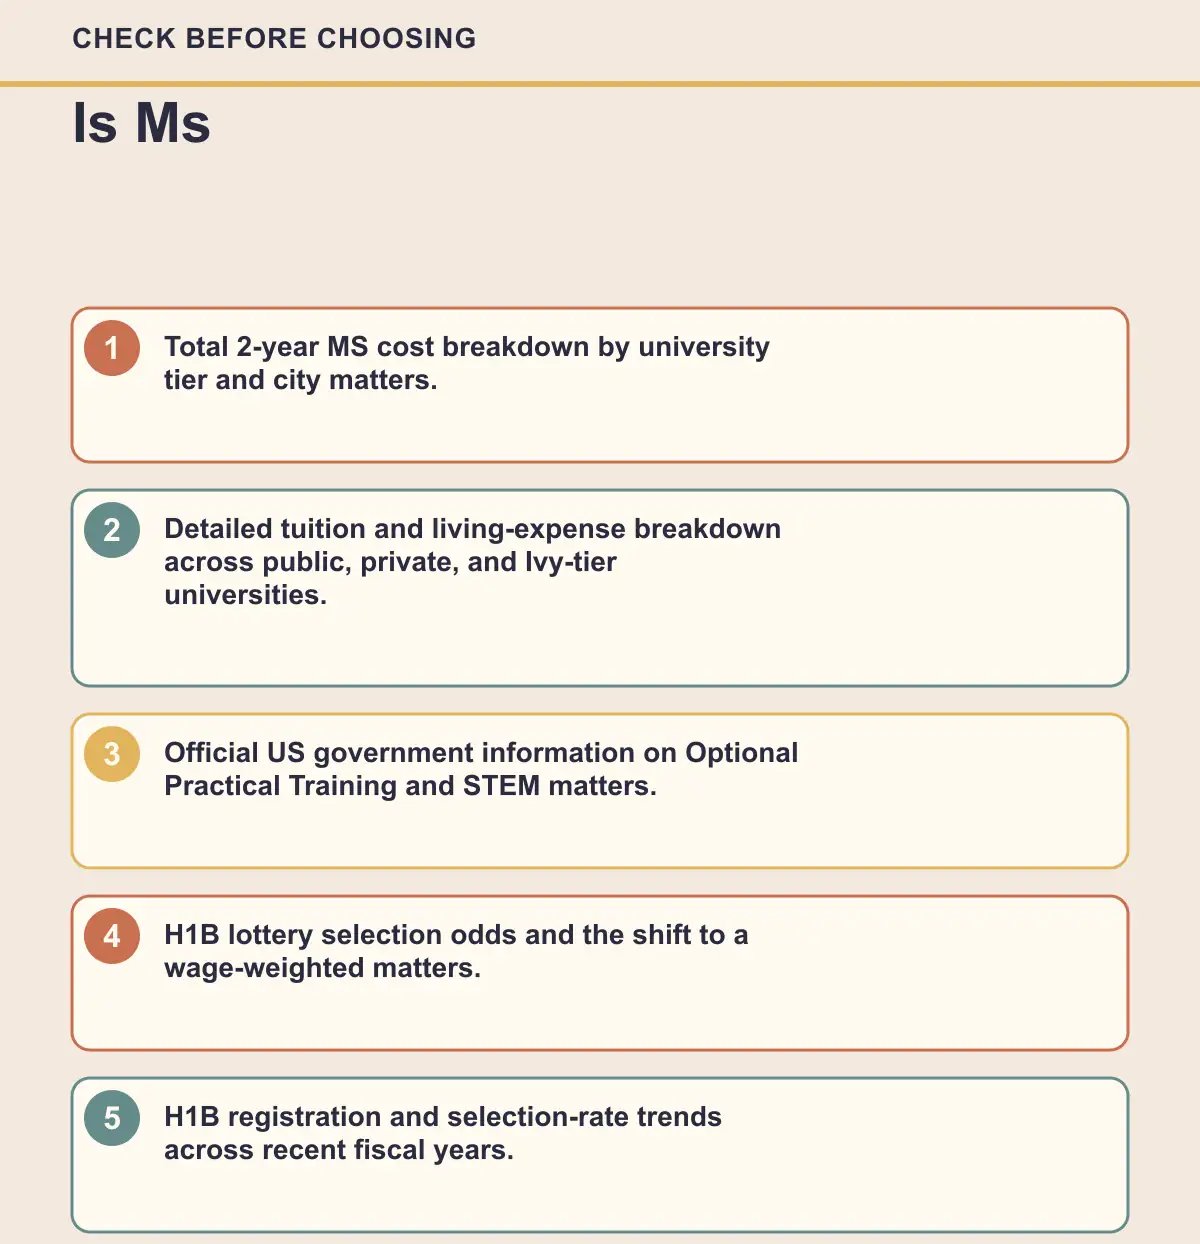 CHECK BEFORE CHOOSING
Is Ms
1
Total 2-year MS cost breakdown by university
tier and city matters.
2
Detailed tuition and living-expense breakdown
across public, private, and Ivy-tier
universities.
3
Official US government information on Optional
Practical Training and STEM matters.
4
H1B lottery selection odds and the shift to a
wage-weighted matters.
5
H1B registration and selection-rate trends
across recent fiscal years.